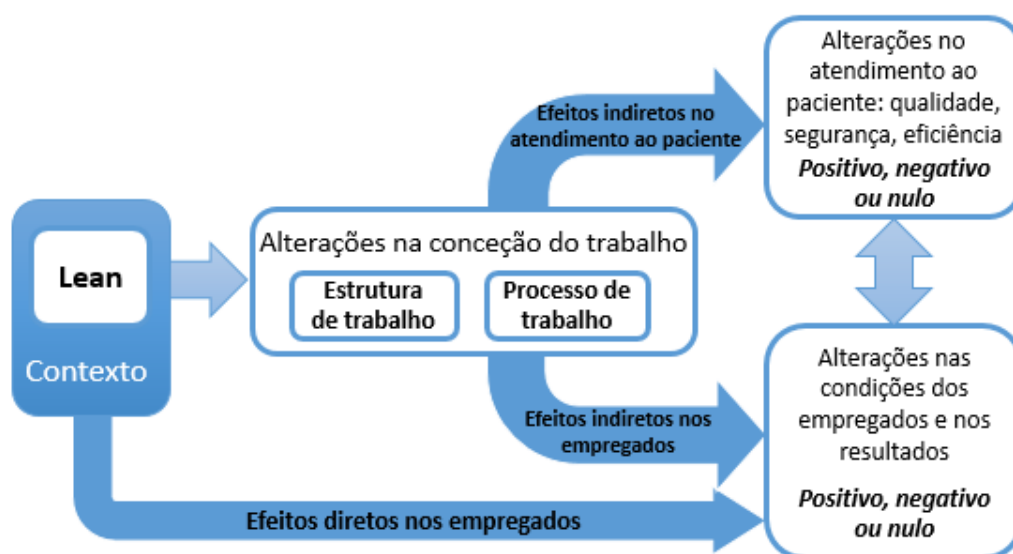 Lean
Contexto
Alterações na conceção do trabalho
Estrutura
de trabalho
Processo de
trabalho
Efeitos indiretos no
atendimento ao paciente
Alterações no
atendimento ao
paciente: qualidade,
segurança, eficiência
Positivo, negativo
ou nulo
Efeitos indiretos nos
empregados
Efeitos diretos nos empregados
Alterações nas
condições dos
empregados e nos
resultados
Positivo, negativo
ou nulo